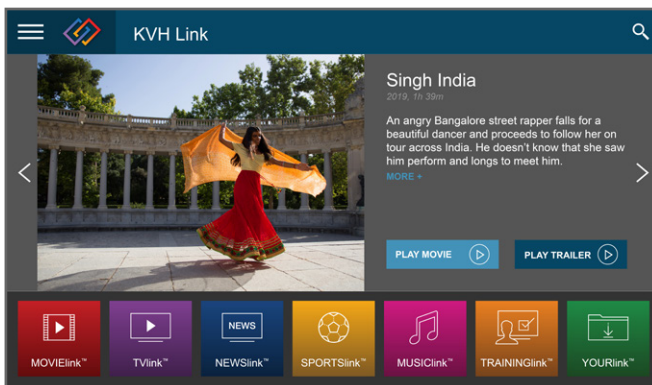 KVH Link
Singh India
2019, 1h 39m
An angry Bangalore street rapper falls for a
beautiful dancer and proceeds to follow her on
tour across India. He doesn't know that she saw
him perform and longs to meet him.
MORE +
PLAY MOVIE
PLAY TRAILER
NEWS
MOVIElink™
TVlink™
NEWSlink™
SPORTSlink™
MUSIClink™
TRAININGlink™
YOURlink™